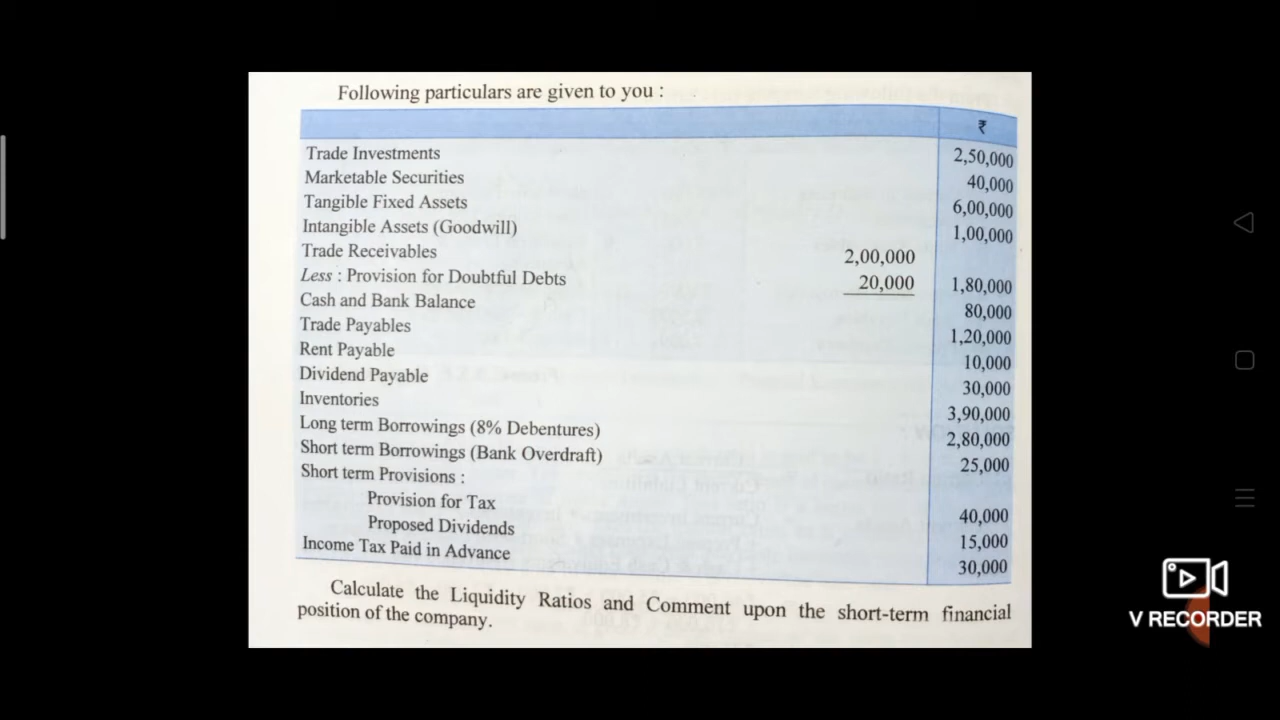 Following particulars are given to you :
₹
Trade Investments 2,50,000
Marketable Securities 40,000
Tangible Fixed Assets 6,00,000
Intangible Assets (Goodwill) 1,00,000
Trade Receivables 2,00,000
Less : Provision for Doubtful Debts 20,000 1,80,000
Cash and Bank Balance 80,000
Trade Payables 1,20,000
Rent Payable 10,000
Dividend Payable 30,000
Inventories 3,90,000
Long term Borrowings (8% Debentures) 2,80,000
Short term Borrowings (Bank Overdraft) 25,000
Short term Provisions :
Provision for Tax 40,000
Proposed Dividends 15,000
Income Tax Paid in Advance 30,000
Calculate the Liquidity Ratios and Comment upon the short-term financial
position of the company.
V RECORDER